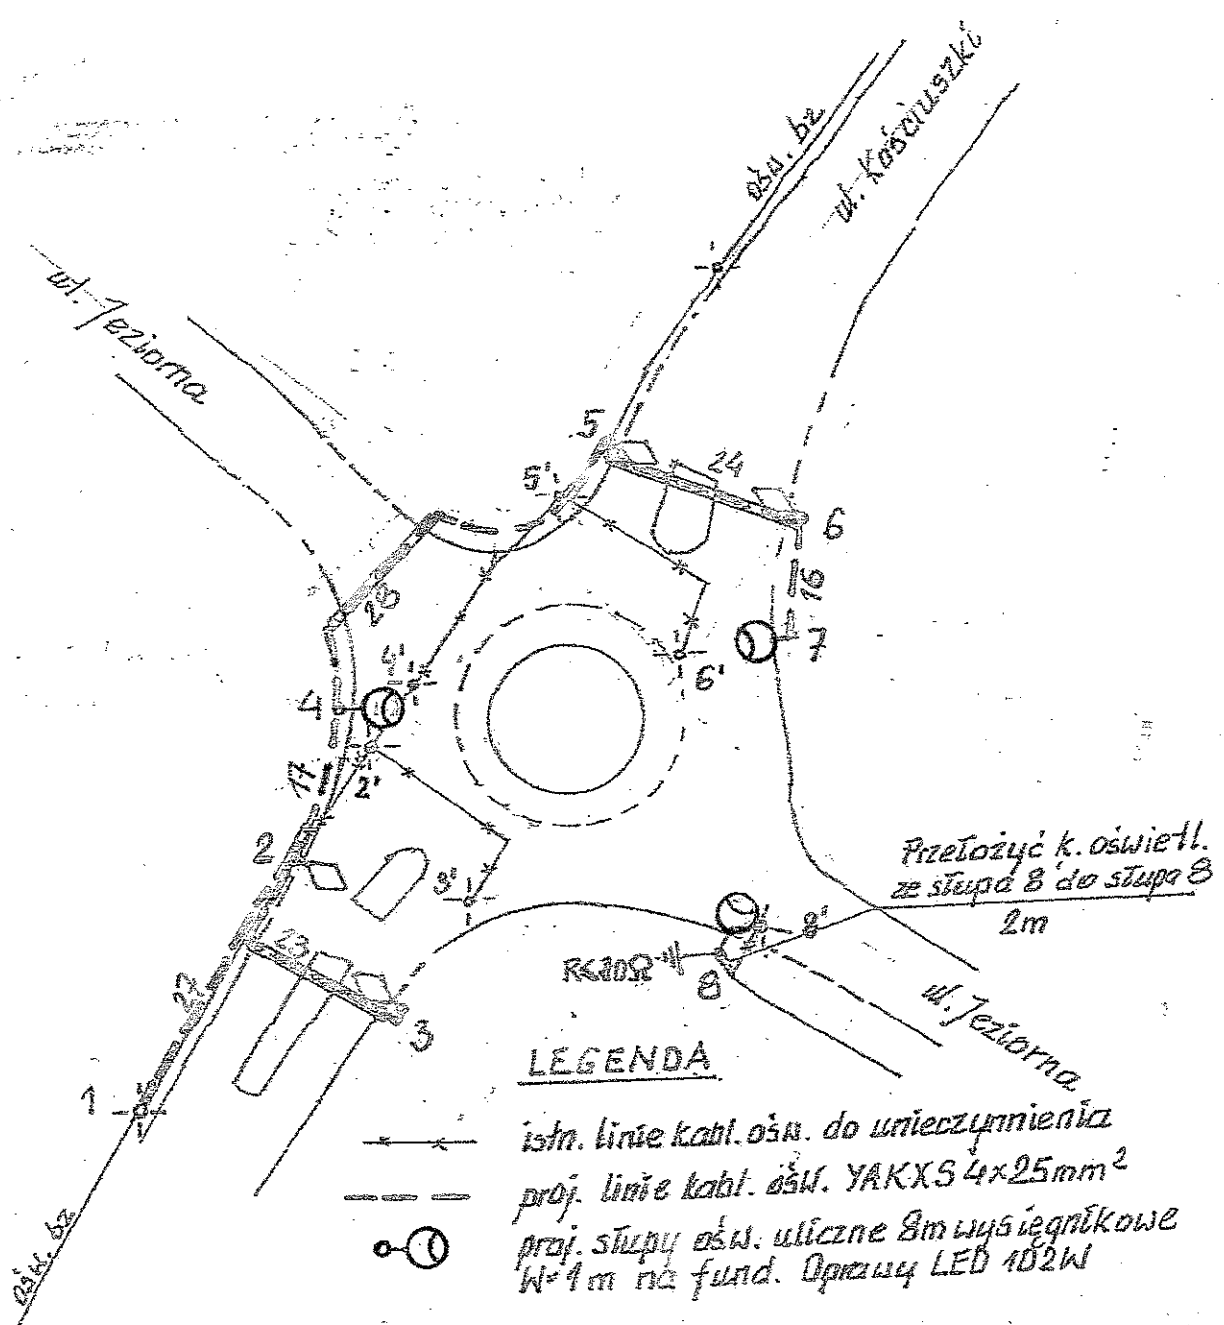 ośw. bz
ul. Kościuszki
ul. Jeziorna
5
24
5'
6
16
28
7
4'
6'
4
17
2'
2
3'
Przełożyć k. oświetl.
ze słupa 8' do słupa 8
2m
8'
23
R<10Ω
8
27
3
ul. Jeziorna
1
LEGENDA
istn. linie kabl. ośw. do unieczynnienia
proj. linie kabl. ośw. YAKXS 4x25mm²
proj. słupy ośw. uliczne 8m wysięgnikowe
W=1m na fund. Oprawy LED 102W
ośw. bz